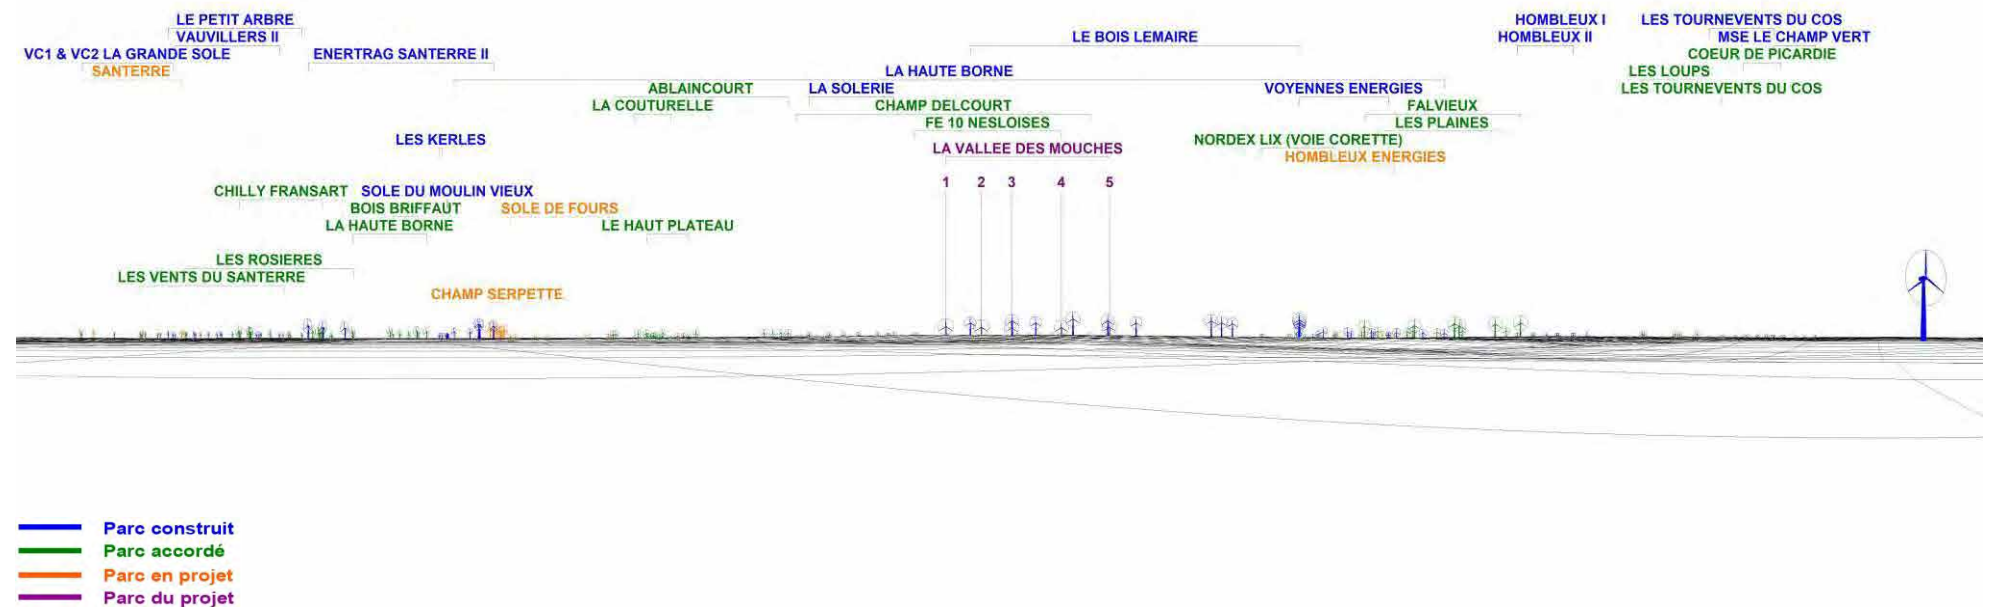 LE PETIT ARBRE
HOMBLEUX I
LES TOURNEVENTS DU COS
VAUVILLERS II
LE BOIS LEMAIRE
HOMBLEUX II
MSE LE CHAMP VERT
VC1 & VC2 LA GRANDE SOLE
ENERTRAG SANTERRE II
COEUR DE PICARDIE
SANTERRE
LA HAUTE BORNE
LES LOUPS
ABLAINCOURT
LA SOLERIE
VOYENNES ENERGIES
LES TOURNEVENTS DU COS
LA COUTURELLE
CHAMP DELCOURT
FALVIEUX
FE 10 NESLOISES
LES PLAINES
LES KERLES
NORDEX LIX (VOIE CORETTE)
LA VALLEE DES MOUCHES
HOMBLEUX ENERGIES
1 2 3 4 5
CHILLY FRANSART
SOLE DU MOULIN VIEUX
BOIS BRIFFAUT
SOLE DE FOURS
LA HAUTE BORNE
LE HAUT PLATEAU
LES ROSIERES
LES VENTS DU SANTERRE
CHAMP SERPETTE
Parc construit
Parc accordé
Parc en projet
Parc du projet